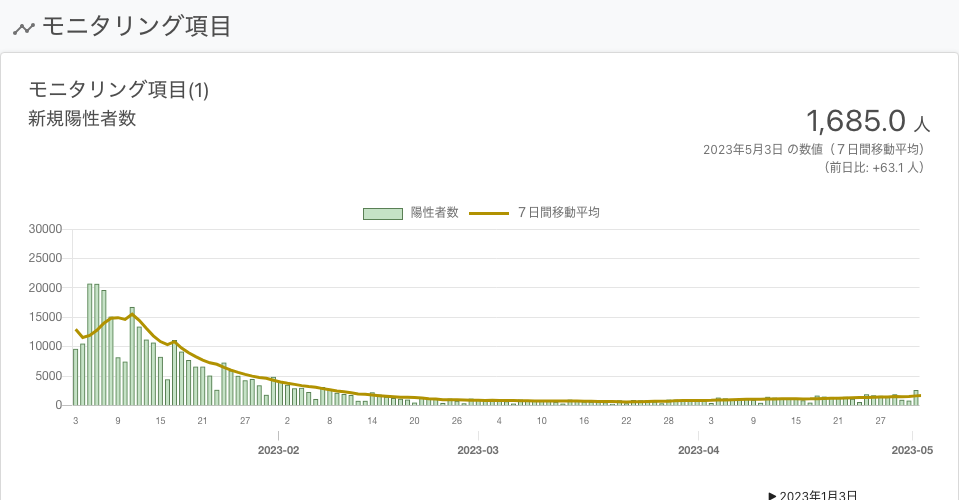 モニタリング項目
モニタリング項目(1)
新規陽性者数
1,685.0 人
2023年5月3日 の数値（７日間移動平均）
（前日比: +63.1 人）
陽性者数 ７日間移動平均
30000
25000
20000
15000
10000
5000
0
3 9 15 21 27 2 8 14 20 26 4 10 16 22 28 3 9 15 21 27
2023-02 2023-03 2023-04 2023-05
▶ 2023年1月3日